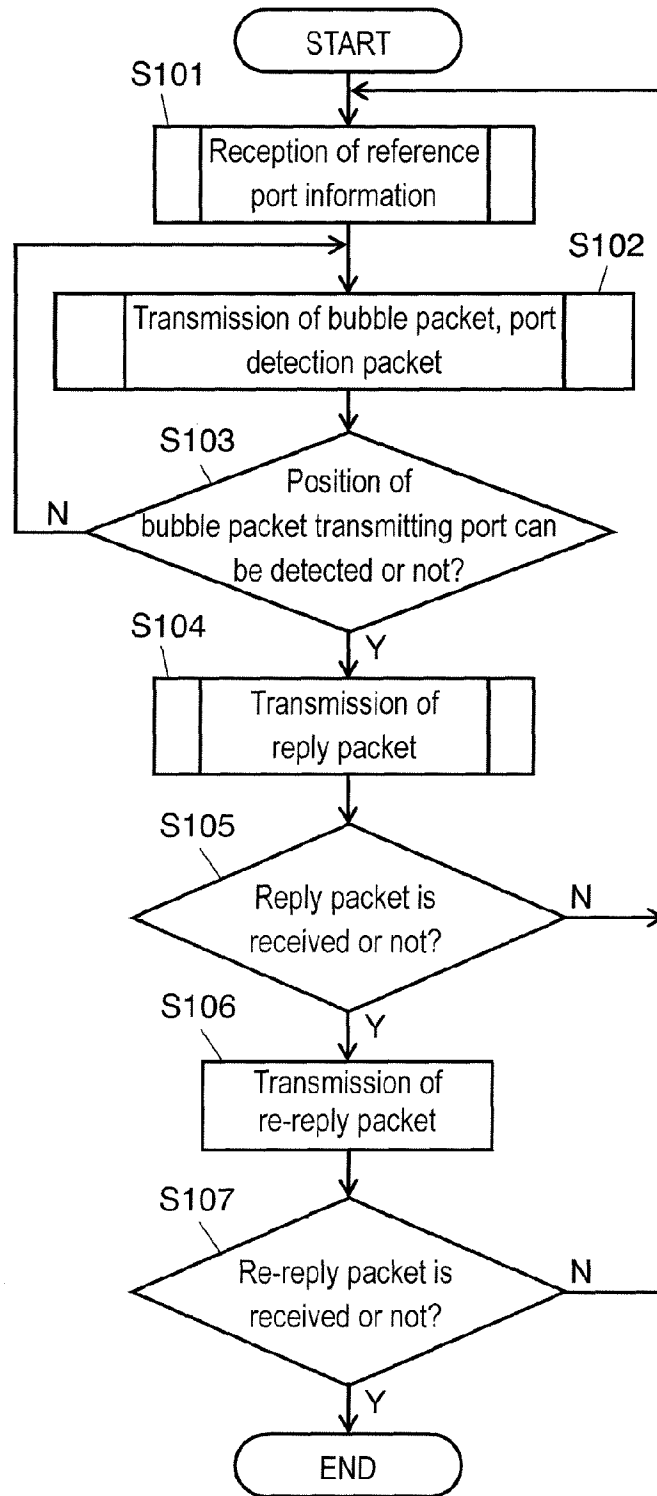 START
S101
Reception of reference
port information
S102
Transmission of bubble packet, port
detection packet
S103
Position of
bubble packet transmitting port can
be detected or not?
N
Y
S104
Transmission of
reply packet
S105
Reply packet is
received or not?
N
Y
S106
Transmission of
re-reply packet
S107
Re-reply packet is
received or not?
N
Y
END